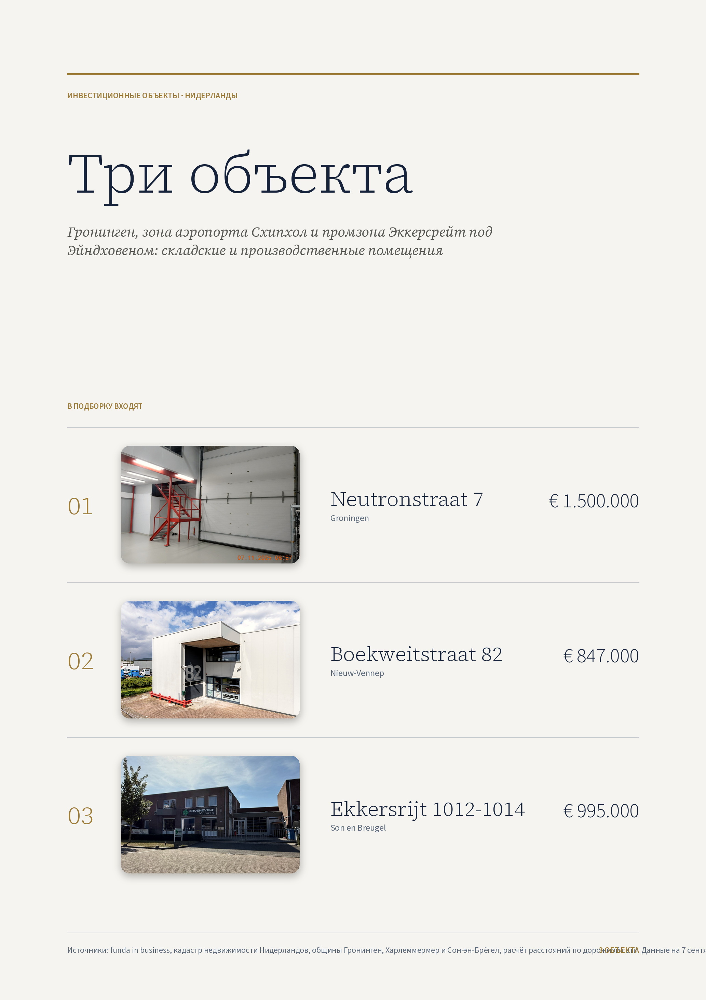 ИНВЕСТИЦИОННЫЕ ОБЪЕКТЫ · НИДЕРЛАНДЫ
Три объекта
Гронинген, зона аэропорта Схипхол и промзона Эккерсрейт под
Эйндховеном: складские и производственные помещения
В ПОДБОРКУ ВХОДЯТ
01
07.11.2025 06:57
Neutronstraat 7
Groningen
€ 1.500.000
02
82
MOMENTS
Boekweitstraat 82
Nieuw-Vennep
€ 847.000
03
GROENEVELT
Motoren
Ekkersrijt 1012-1014
Son en Breugel
€ 995.000
Источники: funda in business, кадастр недвижимости Нидерландов, общины Гронинген, Харлеммермер и Сон-эн-Брёгел, расчёт расстояний по дорожной сети. Данные на 7 сентя
3 ОБЪЕКТА